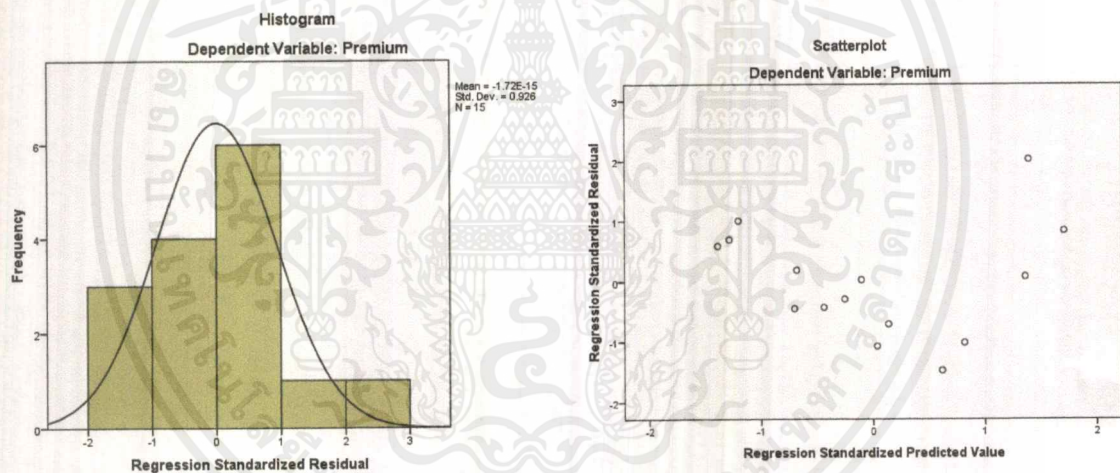 Histogram
Dependent Variable: Premium
Mean = -1.72E-15
Std. Dev. = 0.926
N = 15
Frequency
6
4
2
0
-2 -1 0 1 2 3
Regression Standardized Residual
Scatterplot
Dependent Variable: Premium
Regression Standardized Residual
3
2
1
0
-1
-2
-2 -1 0 1 2
Regression Standardized Predicted Value